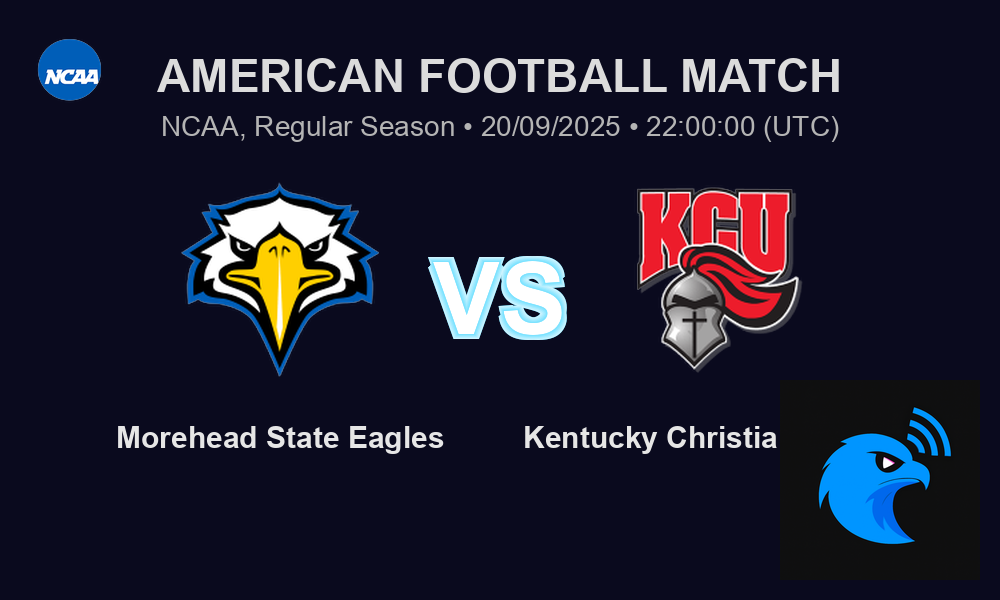 NCAA
AMERICAN FOOTBALL MATCH
NCAA, Regular Season • 20/09/2025 • 22:00:00 (UTC)
KCU
VS
Morehead State Eagles
Kentucky Christia